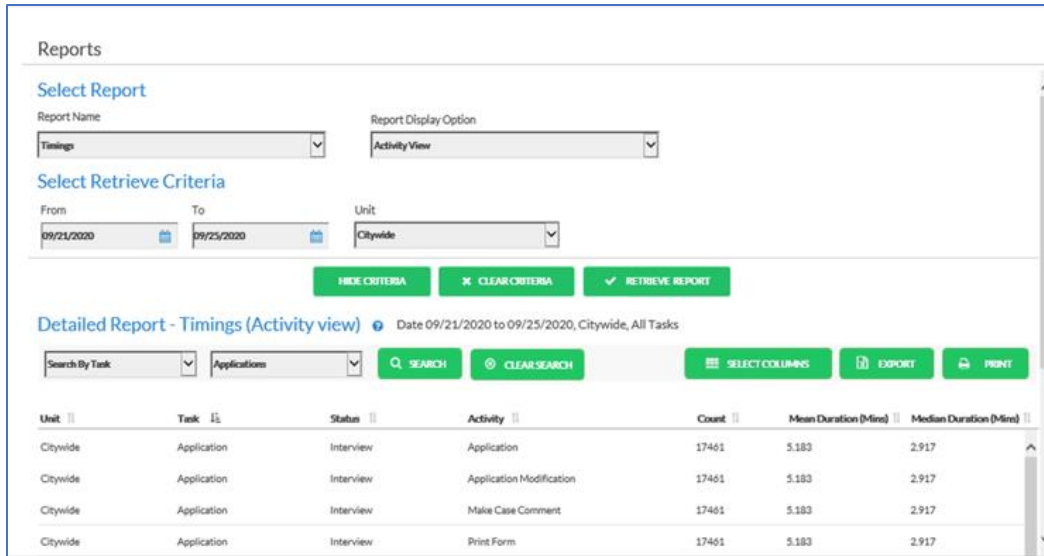 Reports
Select Report
Report Name Report Display Option
Timings Activity View
Select Retrieve Criteria
From To Unit
09/21/2020 09/25/2020 Citywide
HIDE CRITERIA CLEAR CRITERIA RETRIEVE REPORT
Detailed Report - Timings (Activity view) Date 09/21/2020 to 09/25/2020, Citywide, All Tasks
Search By Task Applications SEARCH CLEAR SEARCH SELECT COLUMNS EXPORT PRINT
Unit Task Status Activity Count Mean Duration (Mins) Median Duration (Mins)
Citywide Application Interview Application 17461 5.183 2.917
Citywide Application Interview Application Modification 17461 5.183 2.917
Citywide Application Interview Make Case Comment 17461 5.183 2.917
Citywide Application Interview Print Form 17461 5.183 2.917